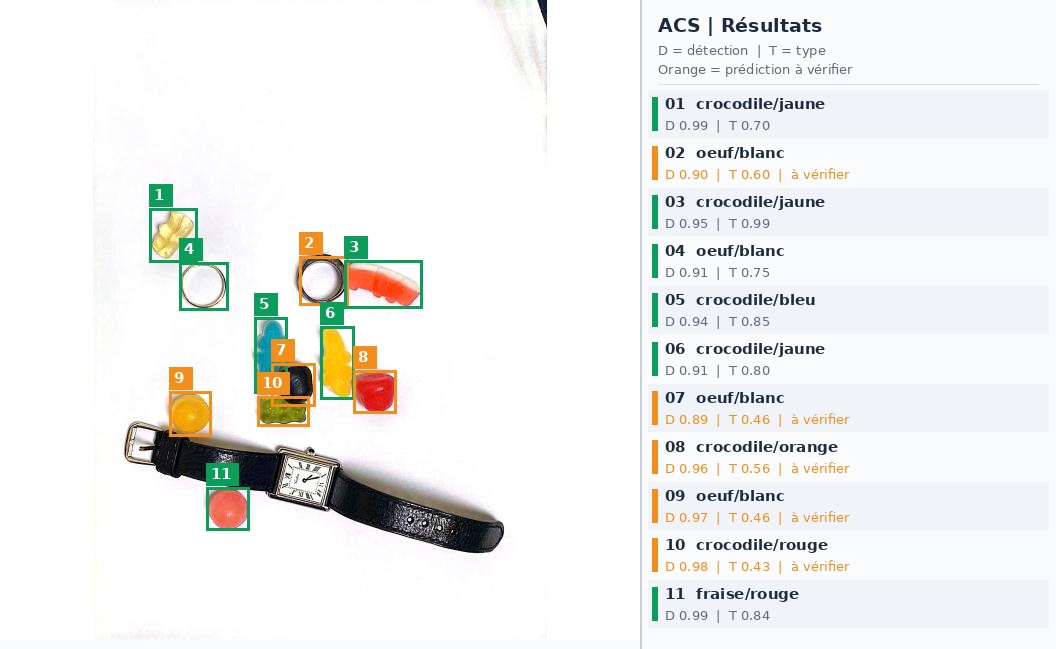 ACS | Résultats
D = détection | T = type
Orange = prédiction à vérifier
01 crocodile/jaune
D 0.99 | T 0.70
02 oeuf/blanc
D 0.90 | T 0.60 | à vérifier
03 crocodile/jaune
D 0.95 | T 0.99
04 oeuf/blanc
D 0.91 | T 0.75
05 crocodile/bleu
D 0.94 | T 0.85
06 crocodile/jaune
D 0.91 | T 0.80
07 oeuf/blanc
D 0.89 | T 0.46 | à vérifier
08 crocodile/orange
D 0.96 | T 0.56 | à vérifier
09 oeuf/blanc
D 0.97 | T 0.46 | à vérifier
10 crocodile/rouge
D 0.98 | T 0.43 | à vérifier
11 fraise/rouge
D 0.99 | T 0.84
1
4
2
3
5
6
7
8
9
10
11